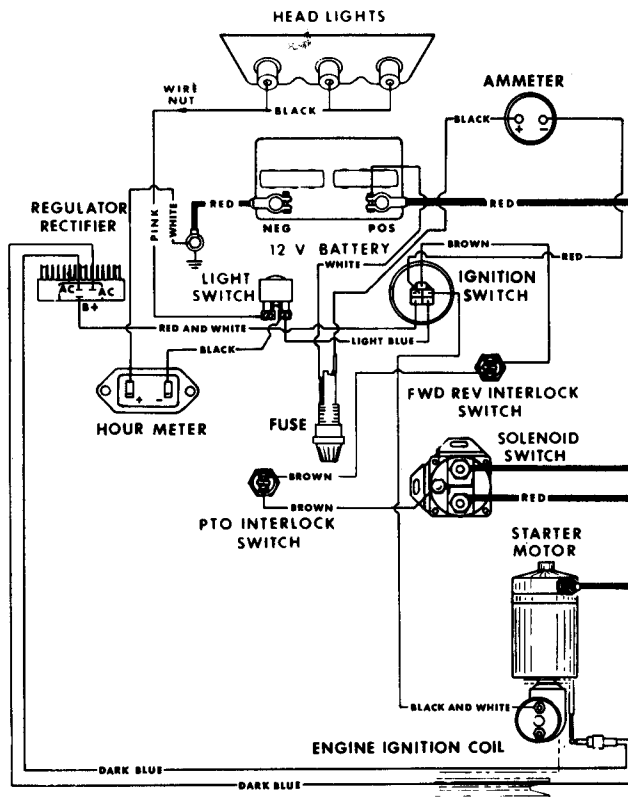 HEAD LIGHTS
WIRE
NUT
BLACK
AMMETER
BLACK
+ −
RED
NEG
POS
RED
REGULATOR
RECTIFIER
PINK
WHITE
12 V BATTERY
WHITE
BROWN
RED
LIGHT
SWITCH
IGNITION
SWITCH
AC
AC
B+
RED AND WHITE
LIGHT BLUE
BLACK
+ −
HOUR METER
FUSE
FWD REV INTERLOCK
SWITCH
SOLENOID
SWITCH
BROWN
BROWN
RED
PTO INTERLOCK
SWITCH
STARTER
MOTOR
BLACK AND WHITE
ENGINE IGNITION COIL
DARK BLUE
DARK BLUE